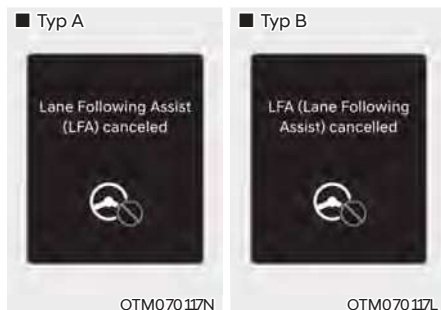 ■ Typ A
Lane Following Assist
(LFA) canceled
OTM070117N
■ Typ B
LFA (Lane Following
Assist) cancelled
OTM070117L